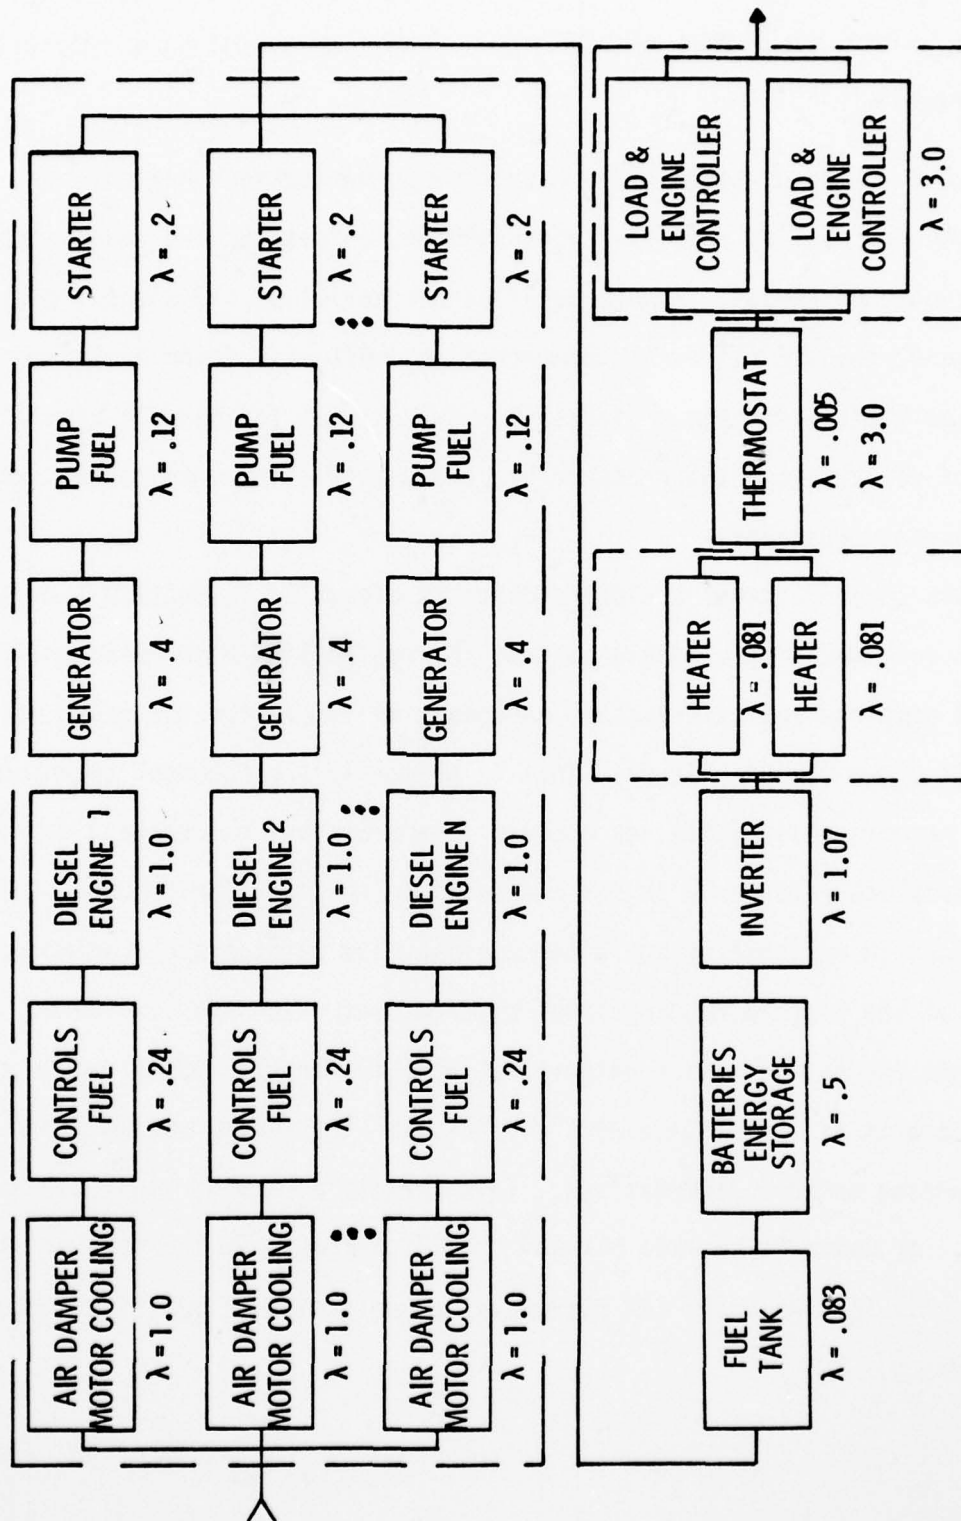 AIR DAMPER
MOTOR COOLING
λ = 1.0
CONTROLS
FUEL
λ = .24
DIESEL
ENGINE 1
λ = 1.0
GENERATOR
λ = .4
PUMP
FUEL
λ = .12
STARTER
λ = .2
AIR DAMPER
MOTOR COOLING
λ = 1.0
CONTROLS
FUEL
λ = .24
DIESEL
ENGINE 2
λ = 1.0
GENERATOR
λ = .4
PUMP
FUEL
λ = .12
STARTER
λ = .2
AIR DAMPER
MOTOR COOLING
λ = 1.0
CONTROLS
FUEL
λ = .24
DIESEL
ENGINE N
λ = 1.0
GENERATOR
λ = .4
PUMP
FUEL
λ = .12
STARTER
λ = .2
FUEL
TANK
λ = .083
BATTERIES
ENERGY
STORAGE
λ = .5
INVERTER
λ = 1.07
HEATER
λ = .081
HEATER
λ = .081
THERMOSTAT
λ = .005
λ = 3.0
LOAD &
ENGINE
CONTROLLER
LOAD &
ENGINE
CONTROLLER
λ = 3.0